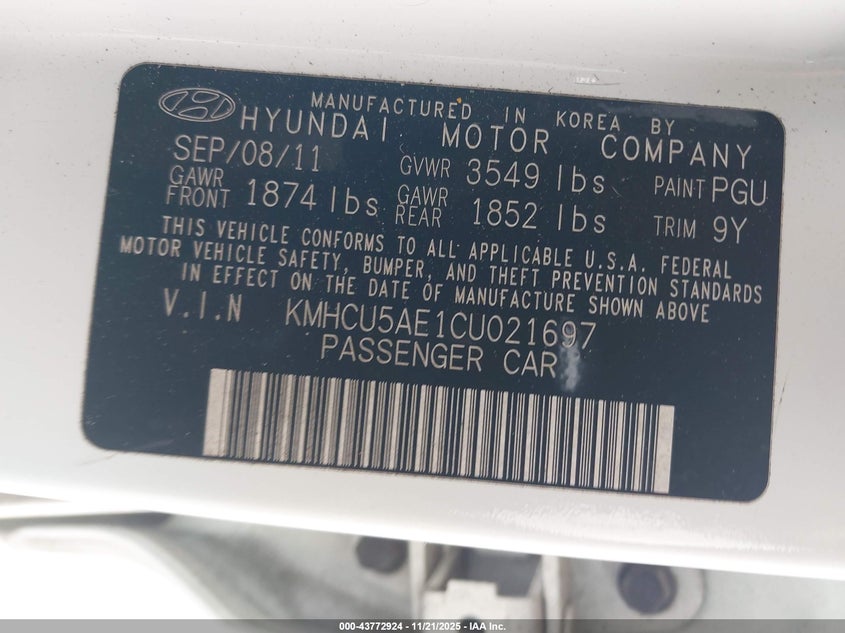 MANUFACTURED IN KOREA BY
HYUNDAI MOTOR COMPANY
SEP/08/11 GVWR 3549 lbs PAINT PGU
GAWR FRONT 1874 lbs GAWR REAR 1852 lbs TRIM 9Y
THIS VEHICLE CONFORMS TO ALL APPLICABLE U.S.A. FEDERAL
MOTOR VEHICLE SAFETY, BUMPER, AND THEFT PREVENTION STANDARDS
IN EFFECT ON THE DATE OF MANUFACTURE SHOWN ABOVE
V.I.N KMHCU5AE1CU021697
PASSENGER CAR
000-43772924 - 11/21/2025 - IAA Inc.